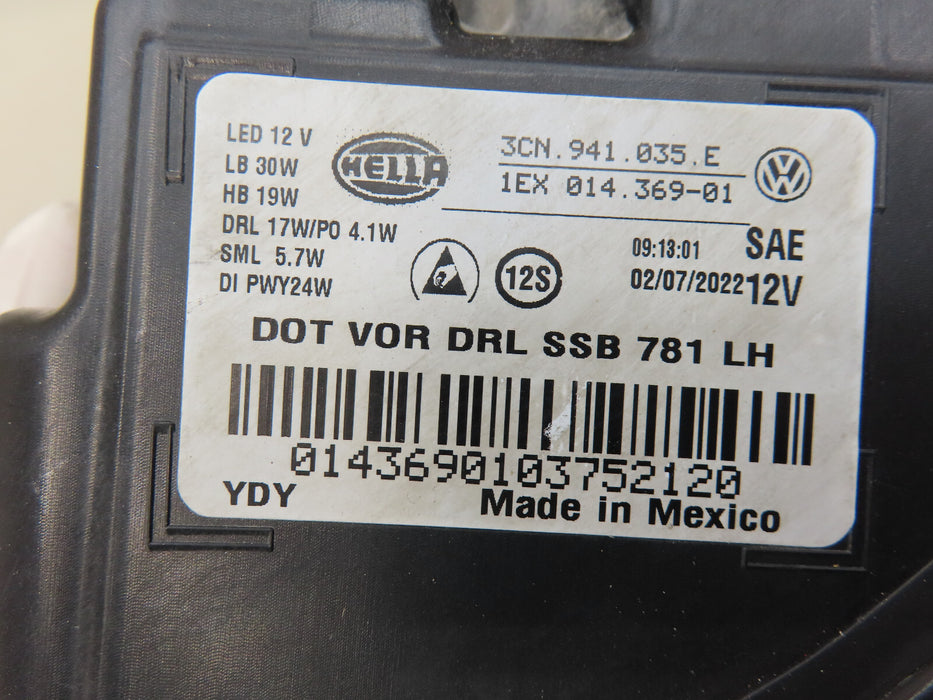 LED 12 V
LB 30W
HB 19W
DRL 17W/PO 4.1W
SML 5.7W
DI PWY24W
HELLA
3CN.941.035.E
1EX 014.369-01
VW
12S
09:13:01
02/07/2022
SAE
12V
DOT VOR DRL SSB 781 LH
0143690103752120
YDY
Made in Mexico